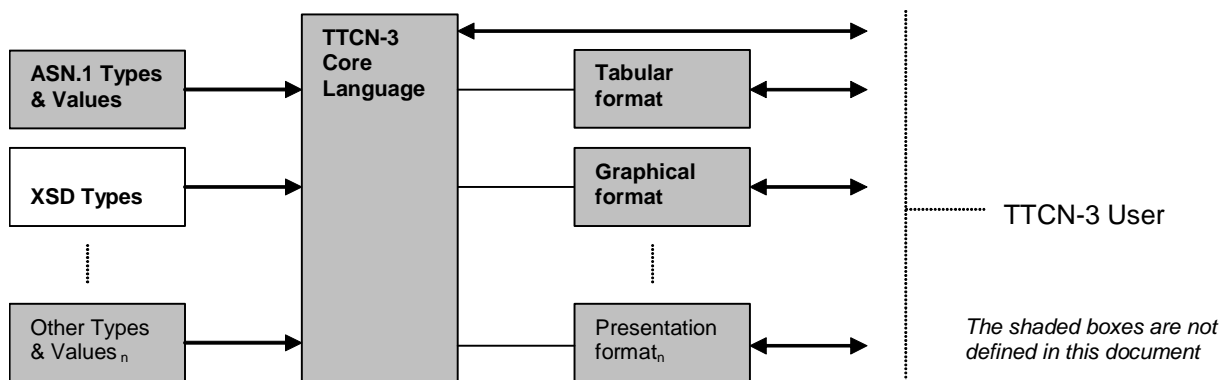 ASN.1 Types
& Values
XSD Types
Other Types
& Values n
TTCN-3
Core
Language
Tabular
format
Graphical
format
Presentation
formatn
TTCN-3 User
The shaded boxes are not
defined in this document